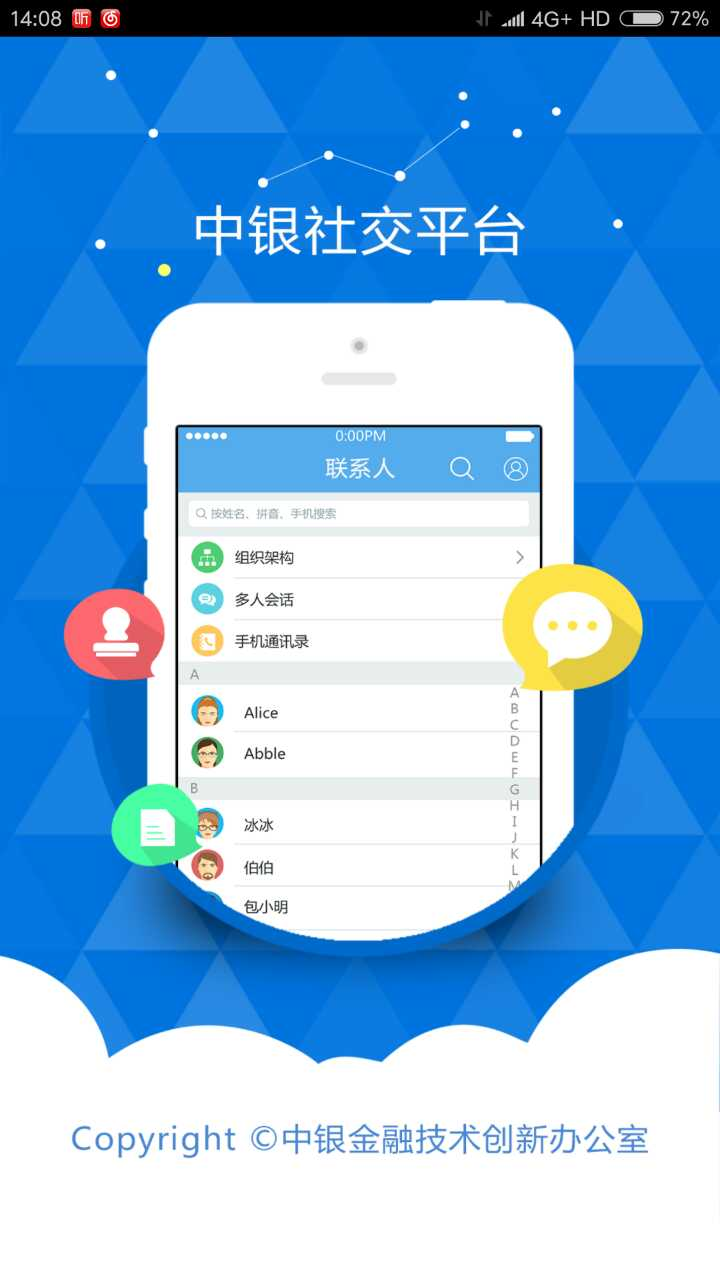 14:08 听 4G+ HD 72%
中银社交平台
0:00PM
联系人
按姓名、拼音、手机搜索
组织架构
多人会话
手机通讯录
A
Alice
Abble
B
冰冰
伯伯
包小明
A
B
C
D
E
F
G
H
I
J
K
L
M
Copyright ©中银金融技术创新办公室